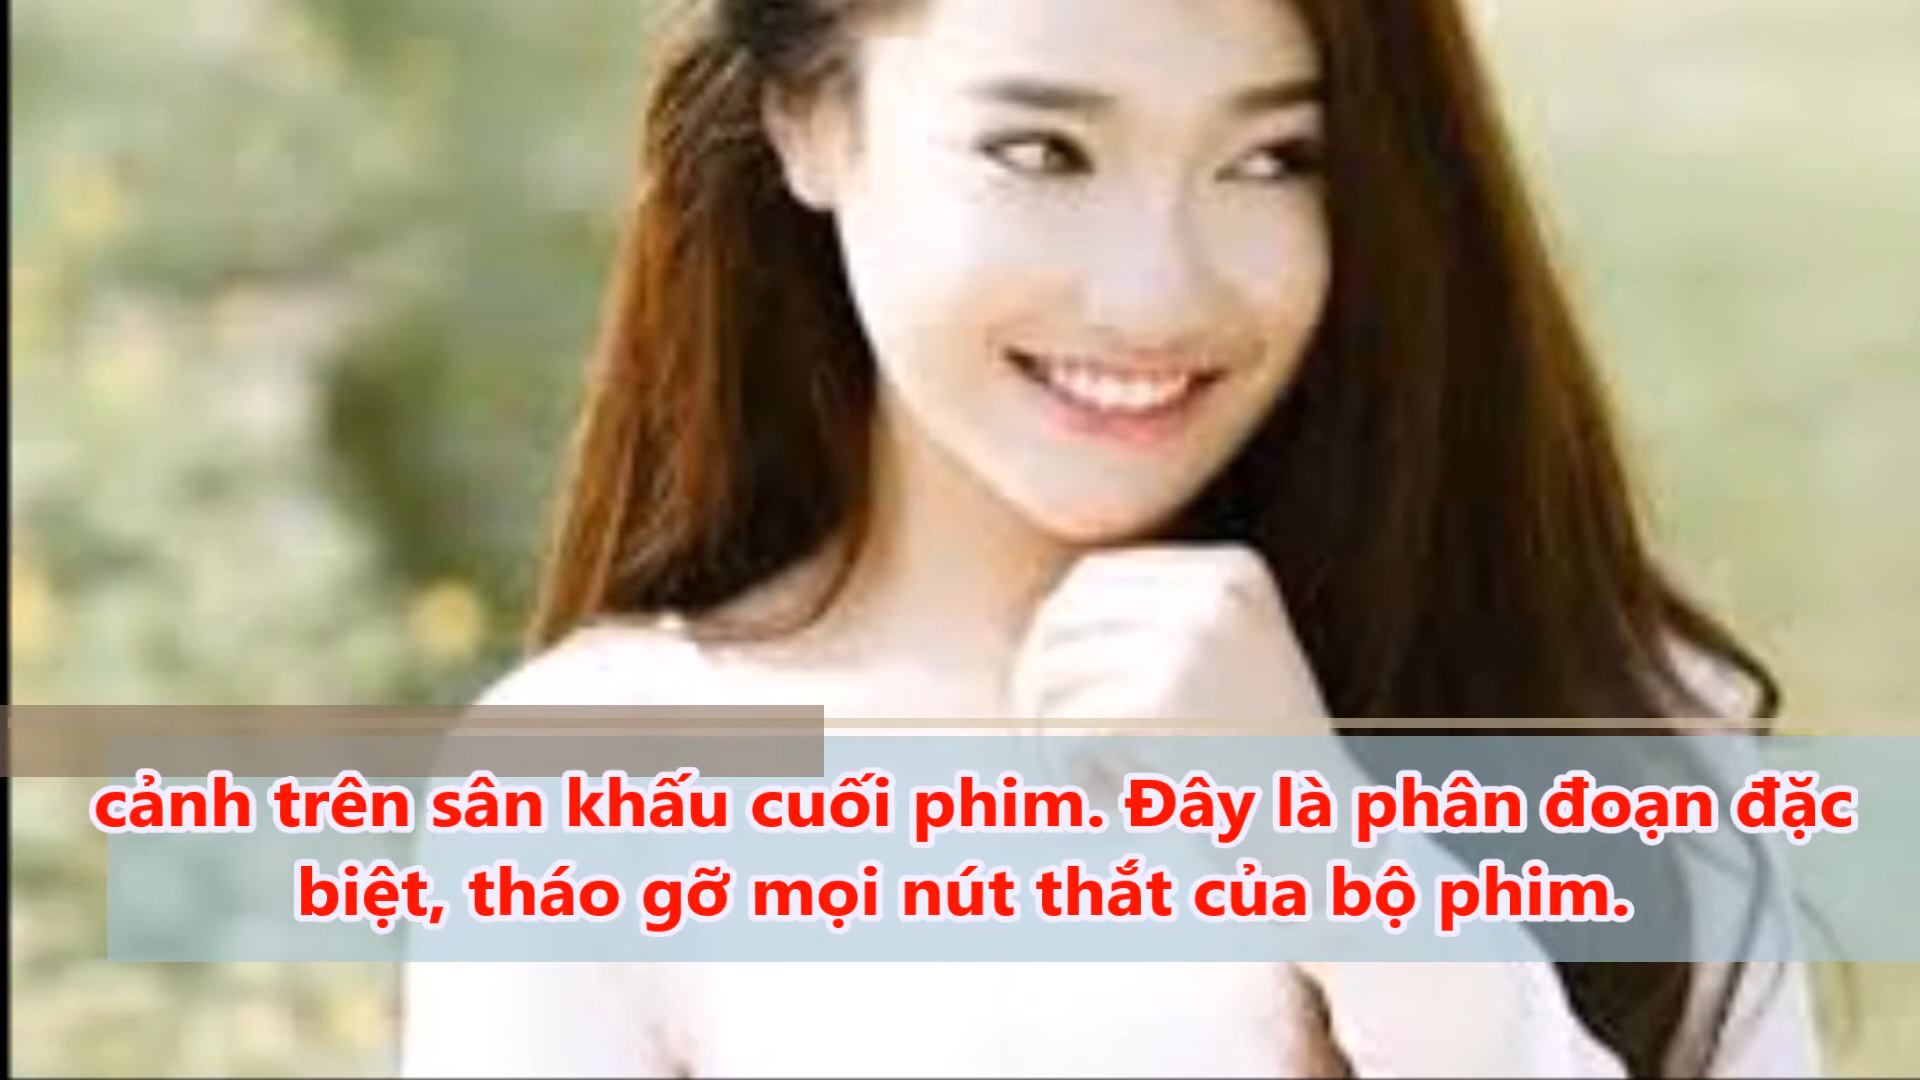 cảnh trên sân khấu cuối phim. Đây là phân đoạn đặc
biệt, tháo gỡ mọi nút thắt của bộ phim.